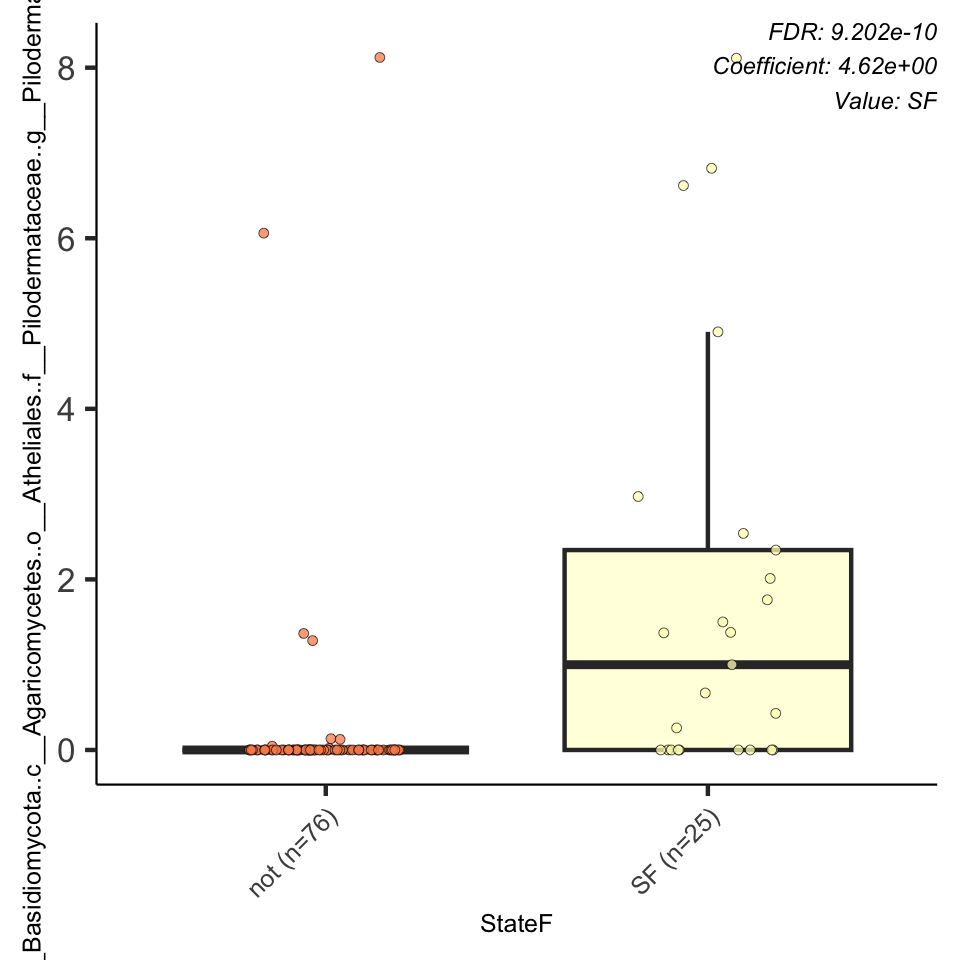 _Basidiomycota..c__Agaricomycetes..o__Atheliales..f__Pilodermataceae..g__Piloderma
FDR: 9.202e-10
Coefficient: 4.62e+00
Value: SF
8
6
4
2
0
not (n=76)
SF (n=25)
StateF